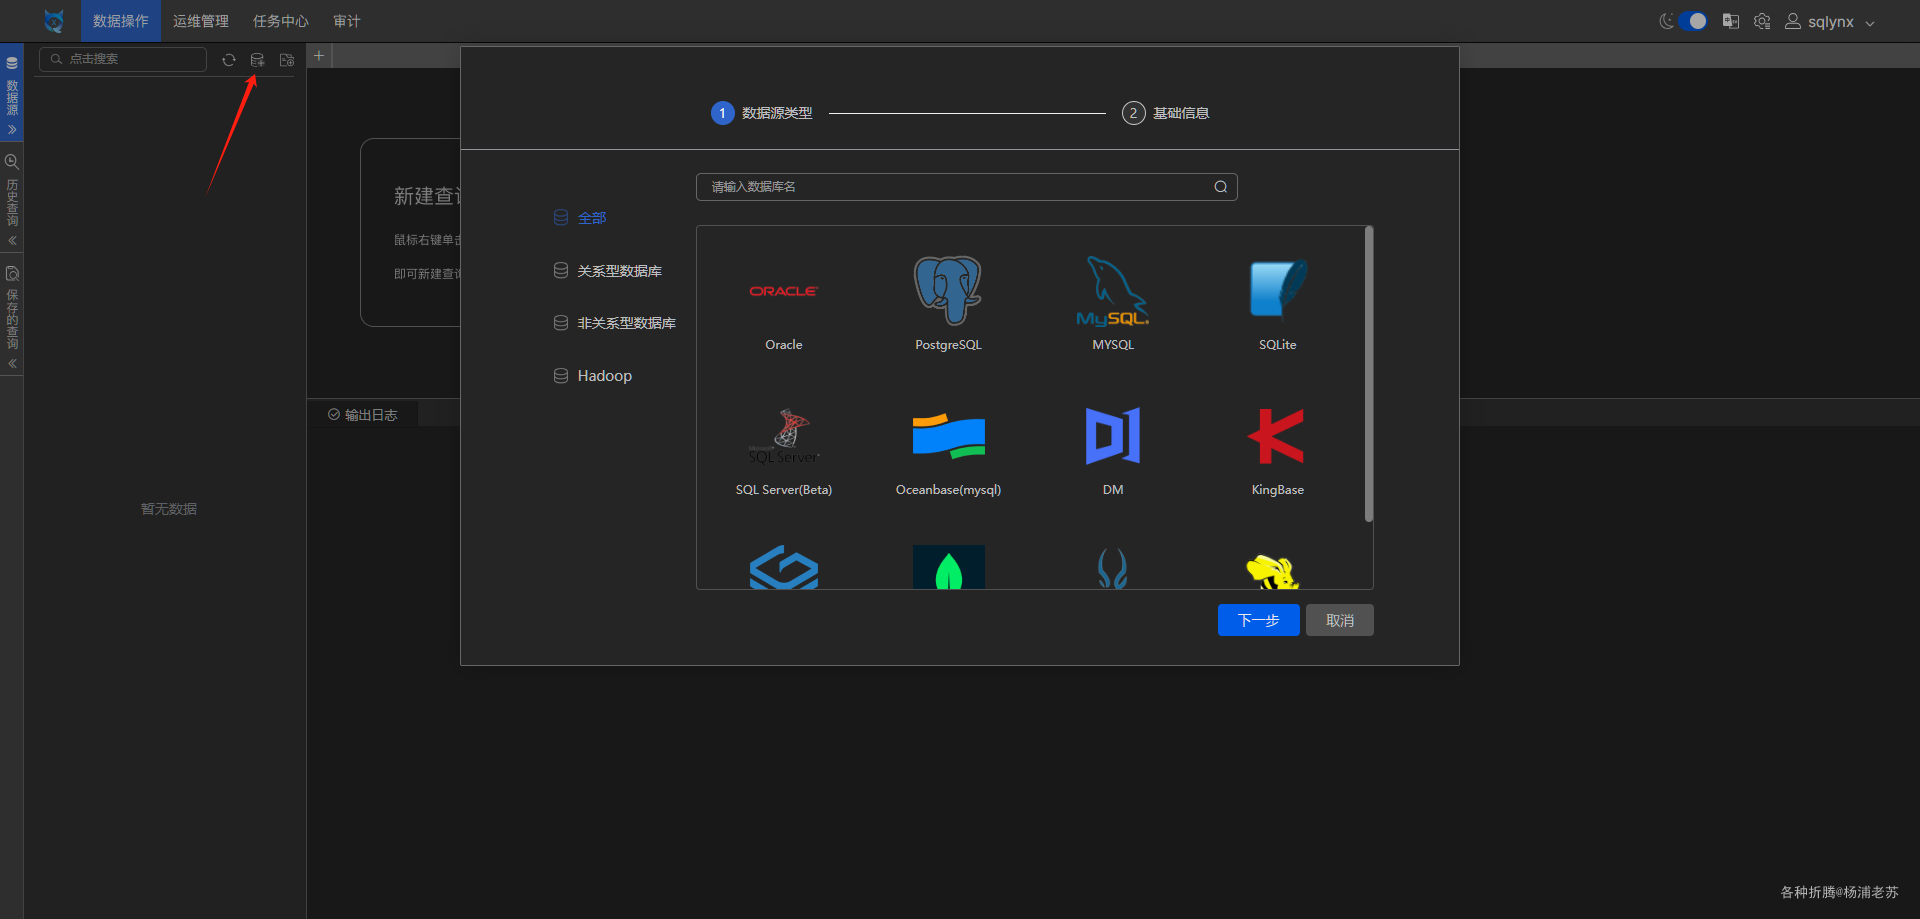 数据操作 运维管理 任务中心 审计
sqlynx
点击搜索
+
数据源
历史查询
保存的查询
暂无数据
新建查
鼠标右键单击
即可新建查询
输出日志
1 数据源类型
2 基础信息
请输入数据库名
全部
关系型数据库
非关系型数据库
Hadoop
ORACLE
Oracle
PostgreSQL
MySQL
MYSQL
SQLite
SQL Server
SQL Server(Beta)
Oceanbase(mysql)
DM
KingBase
下一步 取消
各种折腾@杨浦老苏